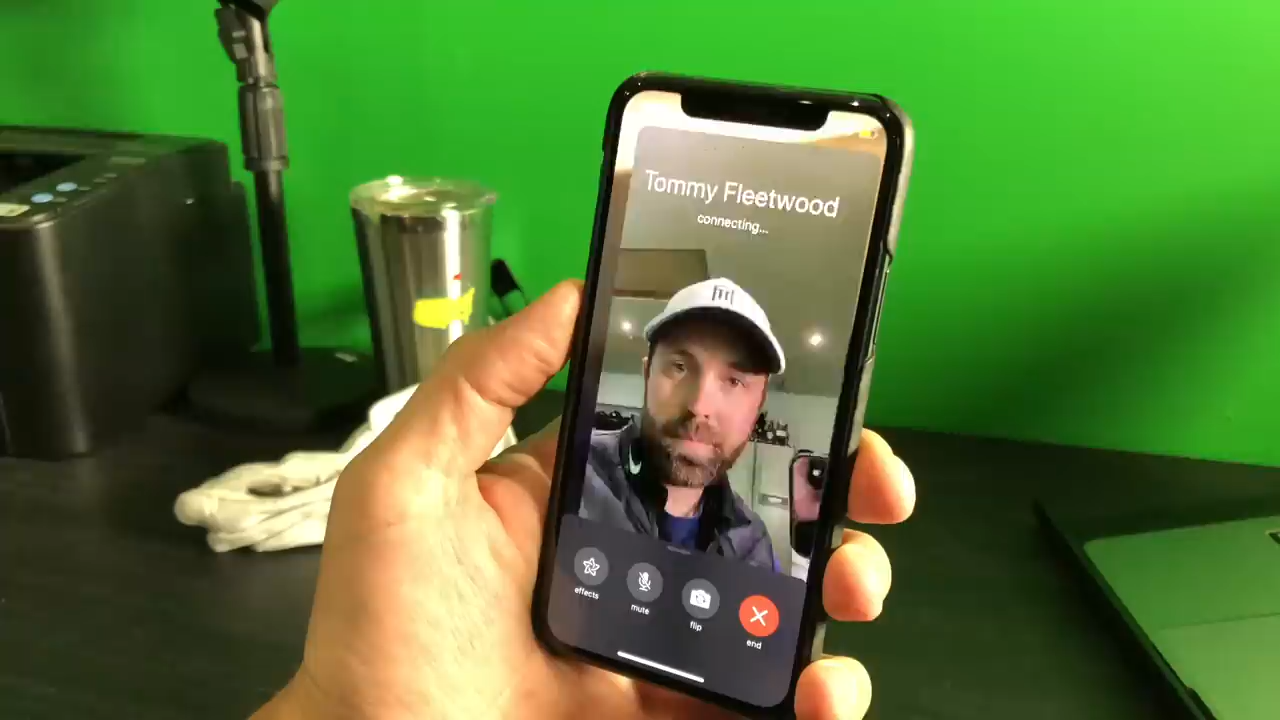 Tommy Fleetwood
connecting...
effects
mute
flip
end